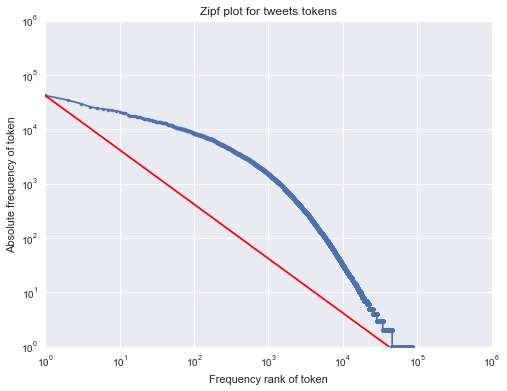 Zipf plot for tweets tokens
10^6
10^5
10^4
10^3
10^2
10^1
10^0
Absolute frequency of token
10^0 10^1 10^2 10^3 10^4 10^5 10^6
Frequency rank of token